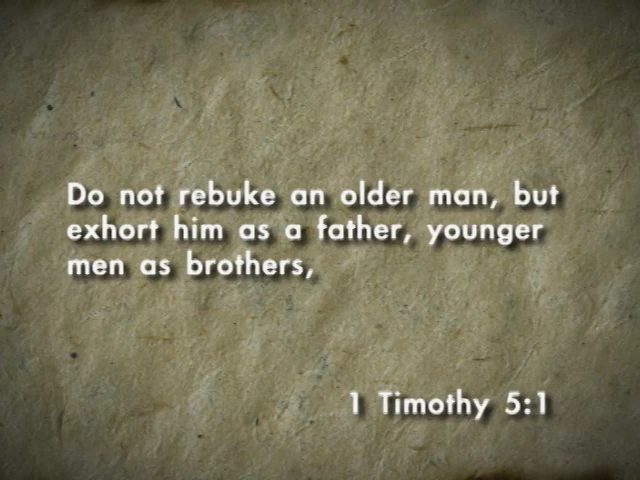 Do not rebuke an older man, but
exhort him as a father, younger
men as brothers,
1 Timothy 5:1